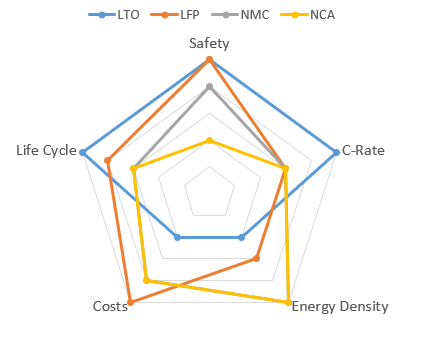 LTO LFP NMC NCA
Safety
Life Cycle
C-Rate
Costs
Energy Density